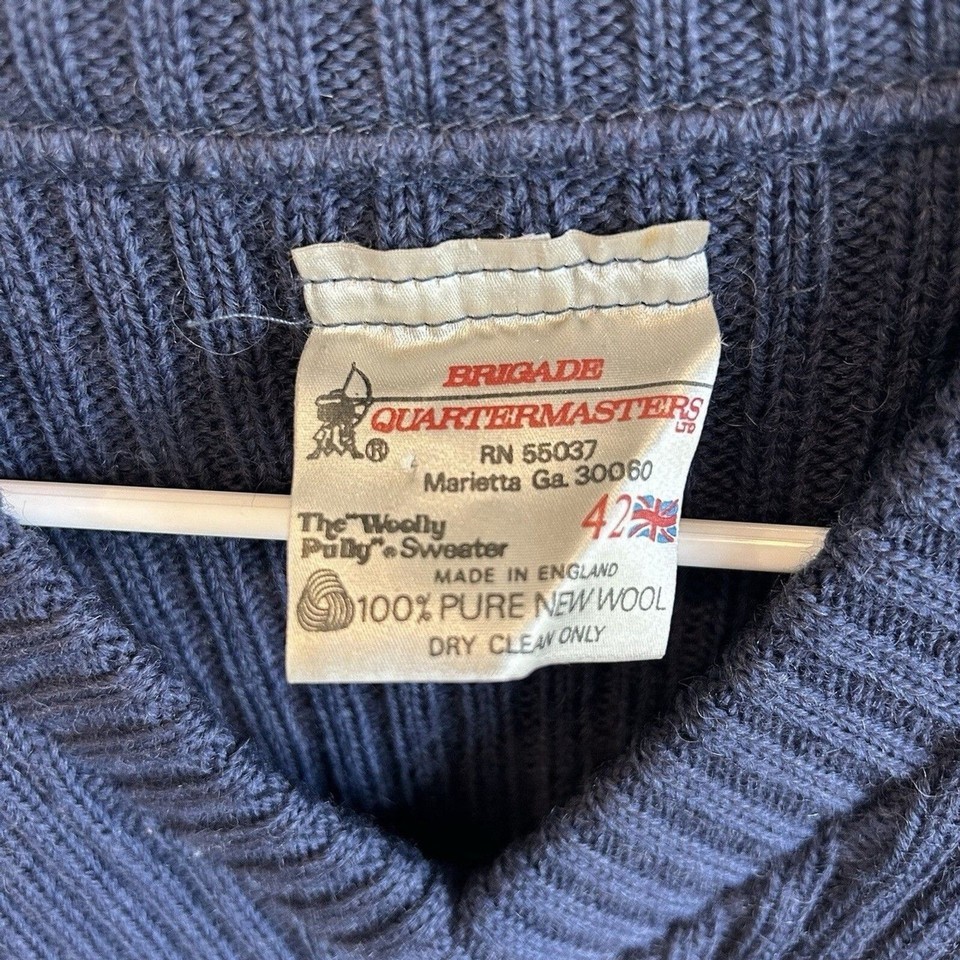 BRIGADE
QUARTERMASTERS LTD
®
RN 55037
Marietta Ga. 30060
42
The "Woolly
Pully"® Sweater
MADE IN ENGLAND
100% PURE NEW WOOL
DRY CLEAN ONLY